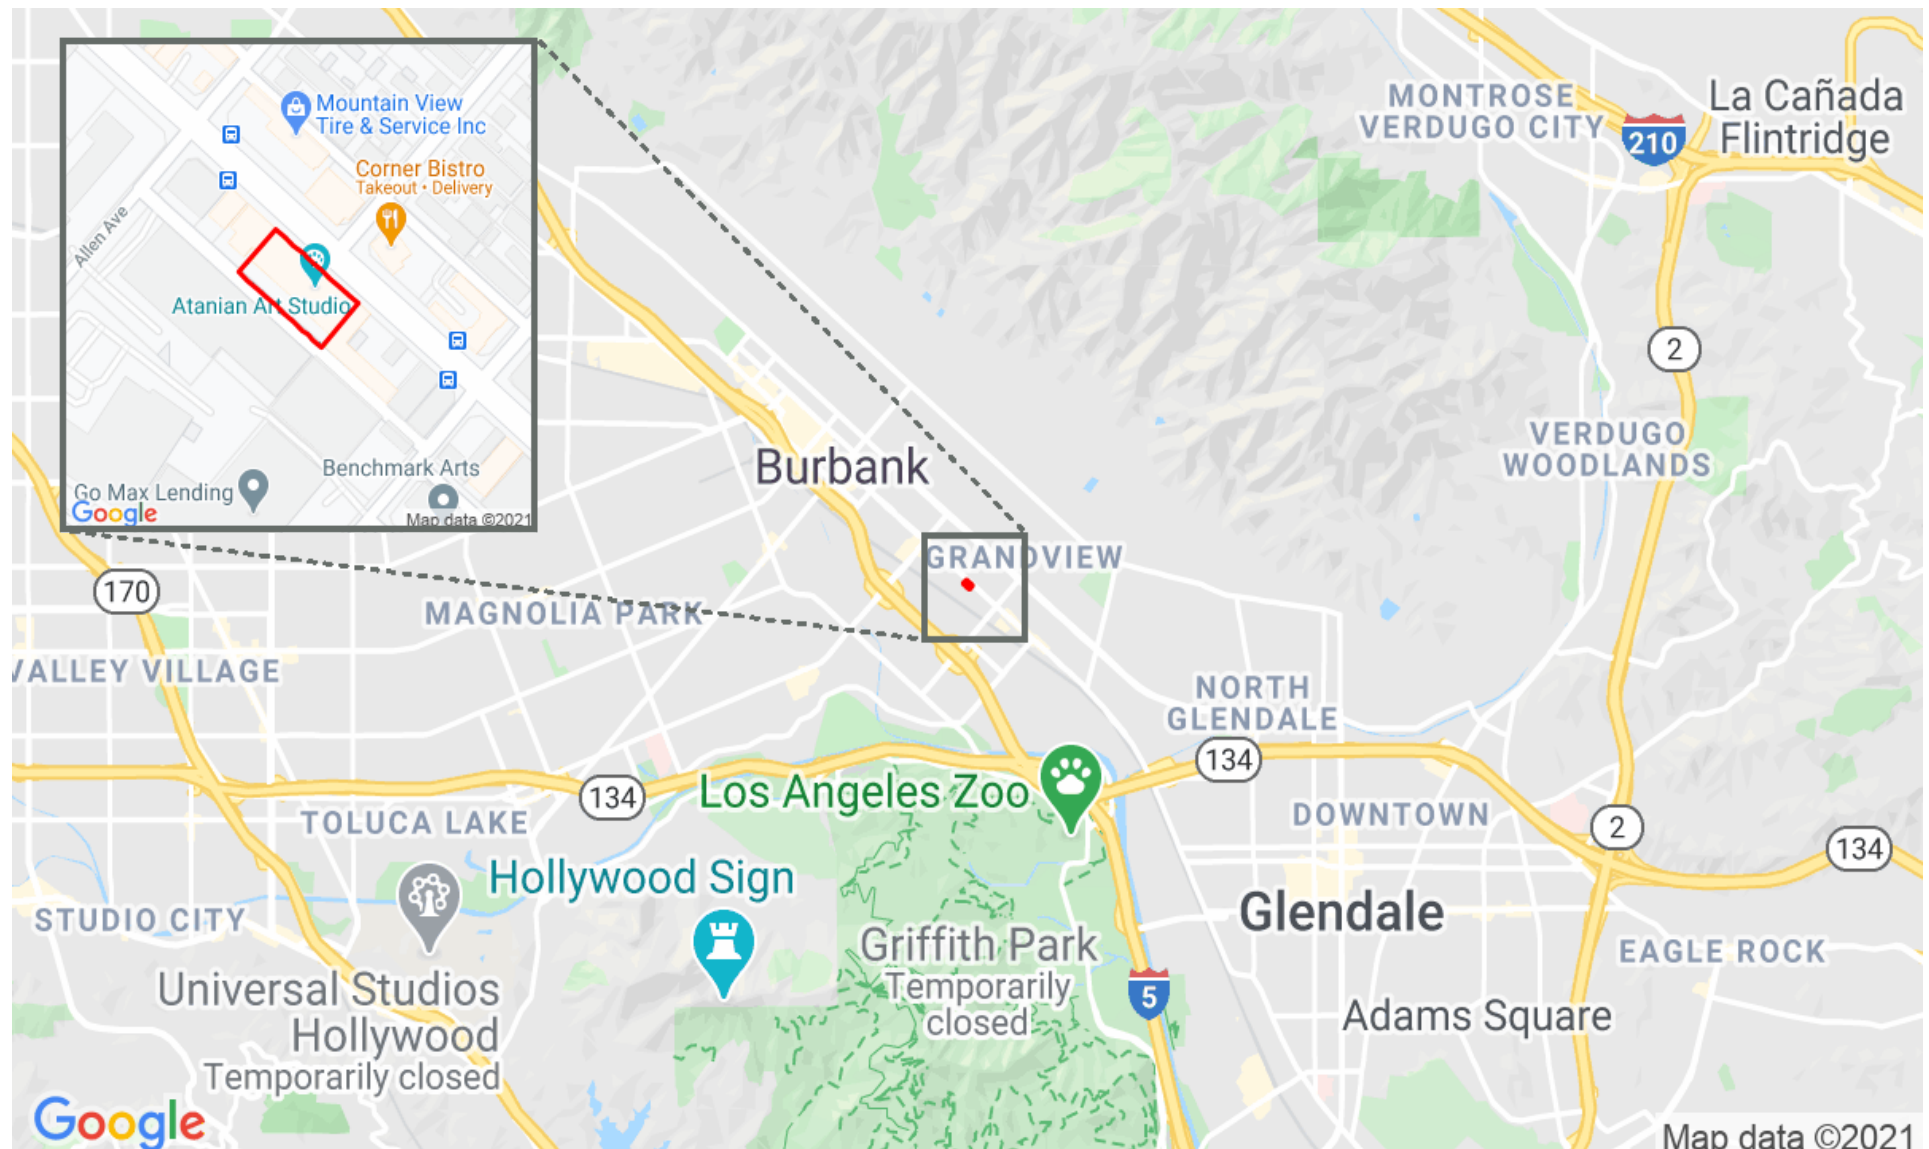 Mountain View
Tire & Service Inc
Corner Bistro
Takeout • Delivery
Allen Ave
Atanian Art Studio
Benchmark Arts
Go Max Lending
Google
Map data ©2021
MONTROSE
VERDUGO CITY
La Cañada
Flintridge
210
2
VERDUGO
WOODLANDS
Burbank
GRANDVIEW
170
MAGNOLIA PARK
VALLEY VILLAGE
NORTH
GLENDALE
134
Los Angeles Zoo
134
TOLUCA LAKE
DOWNTOWN
2
134
Hollywood Sign
STUDIO CITY
Glendale
Griffith Park
Temporarily
closed
EAGLE ROCK
5
Universal Studios
Hollywood
Temporarily closed
Adams Square
Google
Map data ©2021